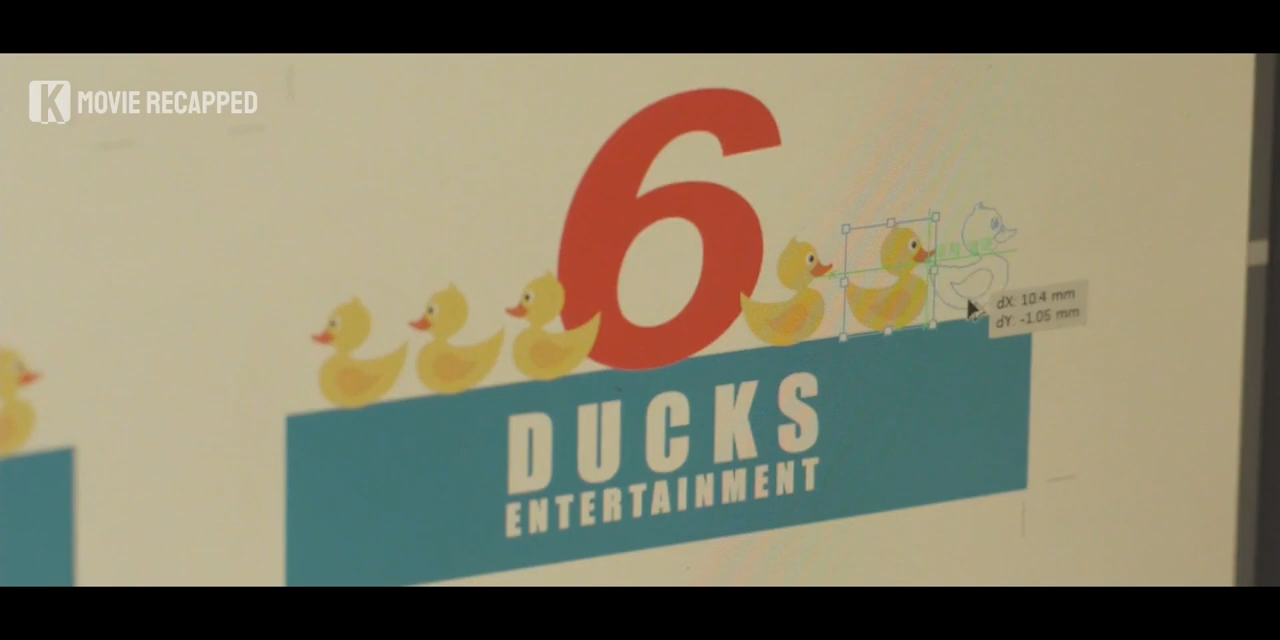 K MOVIE RECAPPED
6
DUCKS
ENTERTAINMENT
dX: 10.4 mm
dY: -1.05 mm